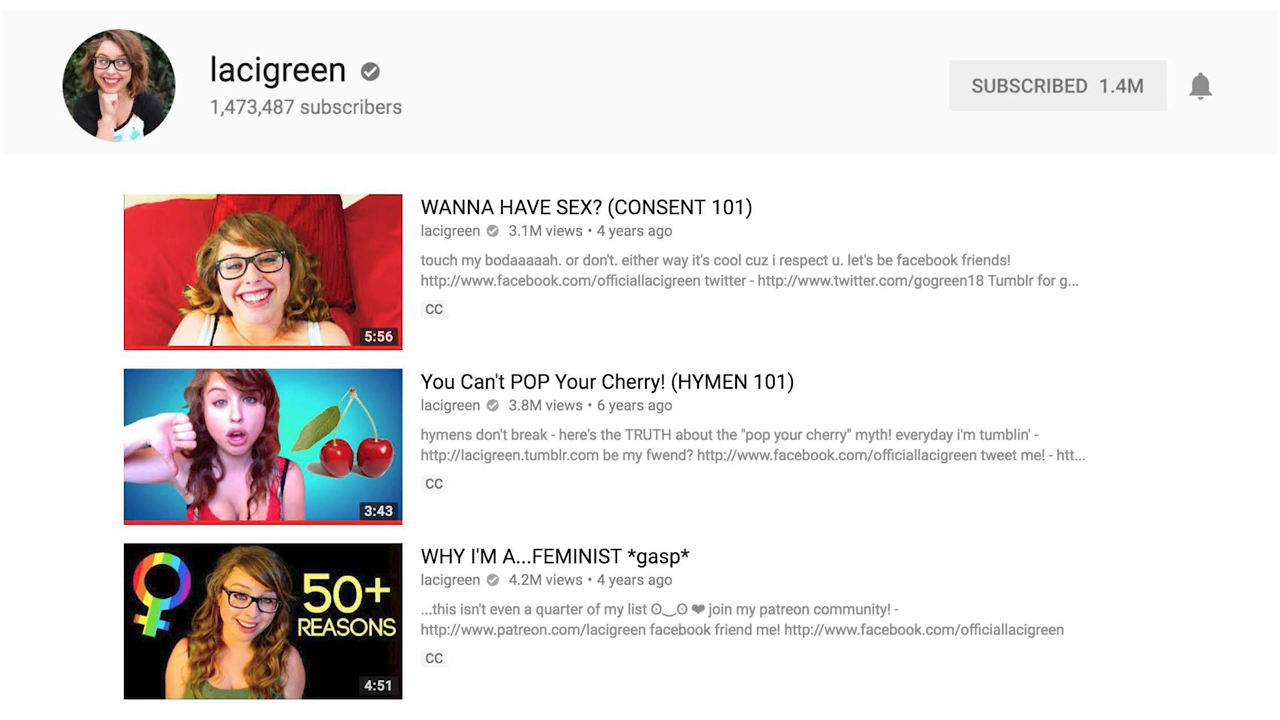 lacigreen
1,473,487 subscribers
SUBSCRIBED 1.4M
WANNA HAVE SEX? (CONSENT 101)
lacigreen 3.1M views • 4 years ago
touch my bodaaaaah. or don't. either way it's cool cuz i respect u. let's be facebook friends!
http://www.facebook.com/officiallacigreen twitter - http://www.twitter.com/gogreen18 Tumblr for g...
5:56
CC
You Can't POP Your Cherry! (HYMEN 101)
lacigreen 3.8M views • 6 years ago
hymens don't break - here's the TRUTH about the "pop your cherry" myth! everyday i'm tumblin' -
http://lacigreen.tumblr.com be my fwend? http://www.facebook.com/officiallacigreen tweet me! - htt...
3:43
CC
WHY I'M A...FEMINIST *gasp*
lacigreen 4.2M views • 4 years ago
50+
REASONS
...this isn't even a quarter of my list ʘ‿ʘ ❤ join my patreon community! -
http://www.patreon.com/lacigreen facebook friend me! http://www.facebook.com/officiallacigreen
4:51
CC